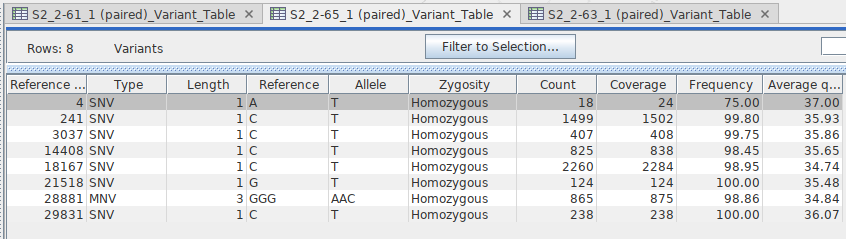 S2_2-61_1 (paired)_Variant_Table S2_2-65_1 (paired)_Variant_Table S2_2-63_1 (paired)_Variant_Table
Rows: 8 Variants Filter to Selection...
Reference ... Type Length Reference Allele Zygosity Count Coverage Frequency Average q...
4 SNV 1 A T Homozygous 18 24 75.00 37.00
241 SNV 1 C T Homozygous 1499 1502 99.80 35.93
3037 SNV 1 C T Homozygous 407 408 99.75 35.86
14408 SNV 1 C T Homozygous 825 838 98.45 35.65
18167 SNV 1 C T Homozygous 2260 2284 98.95 34.74
21518 SNV 1 G T Homozygous 124 124 100.00 35.48
28881 MNV 3 GGG AAC Homozygous 865 875 98.86 34.84
29831 SNV 1 C T Homozygous 238 238 100.00 36.07